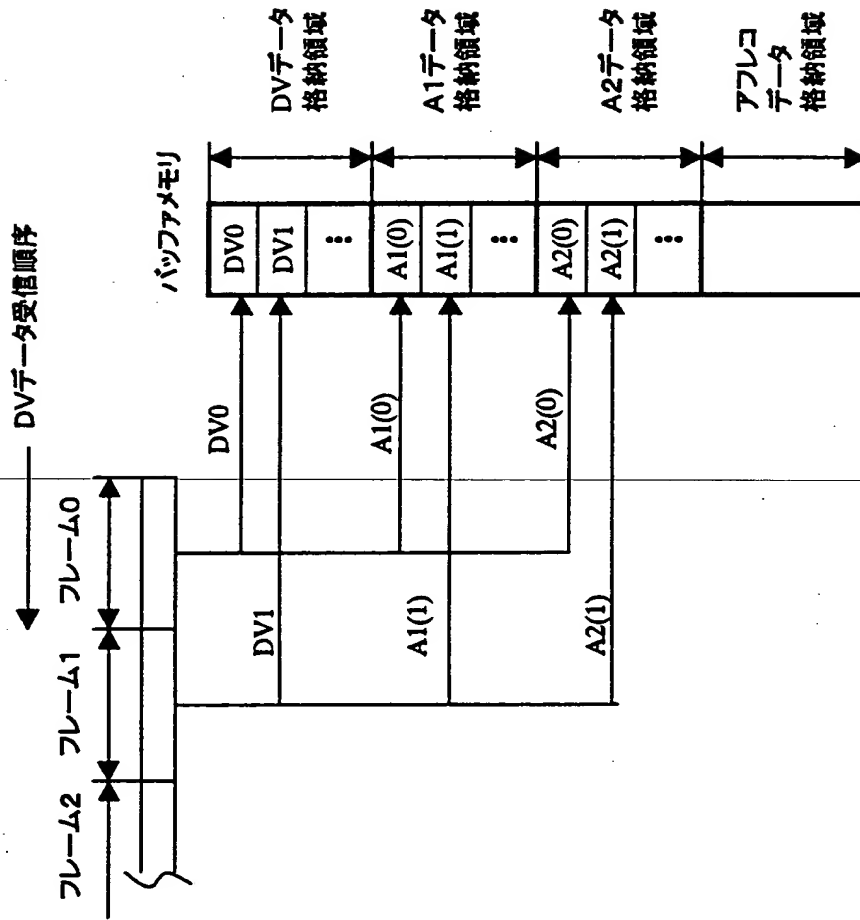 DVデータ受信順序
フレーム2
フレーム1
フレーム0
バッファメモリ
DV0
DV1
⋮
A1(0)
A1(1)
⋮
A2(0)
A2(1)
⋮
DV0
DV1
A1(0)
A1(1)
A2(0)
A2(1)
DVデータ
格納領域
A1データ
格納領域
A2データ
格納領域
アフレコ
データ
格納領域